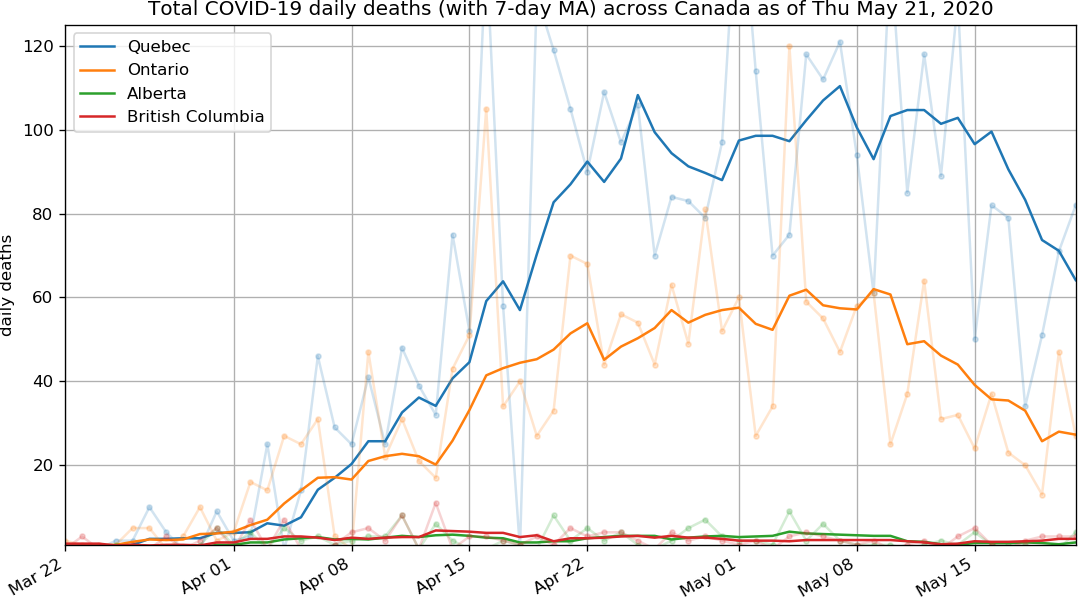 Total COVID-19 daily deaths (with 7-day MA) across Canada as of Thu May 21, 2020
Quebec
Ontario
Alberta
British Columbia
daily deaths
120
100
80
60
40
20
Mar 22
Apr 01
Apr 08
Apr 15
Apr 22
May 01
May 08
May 15